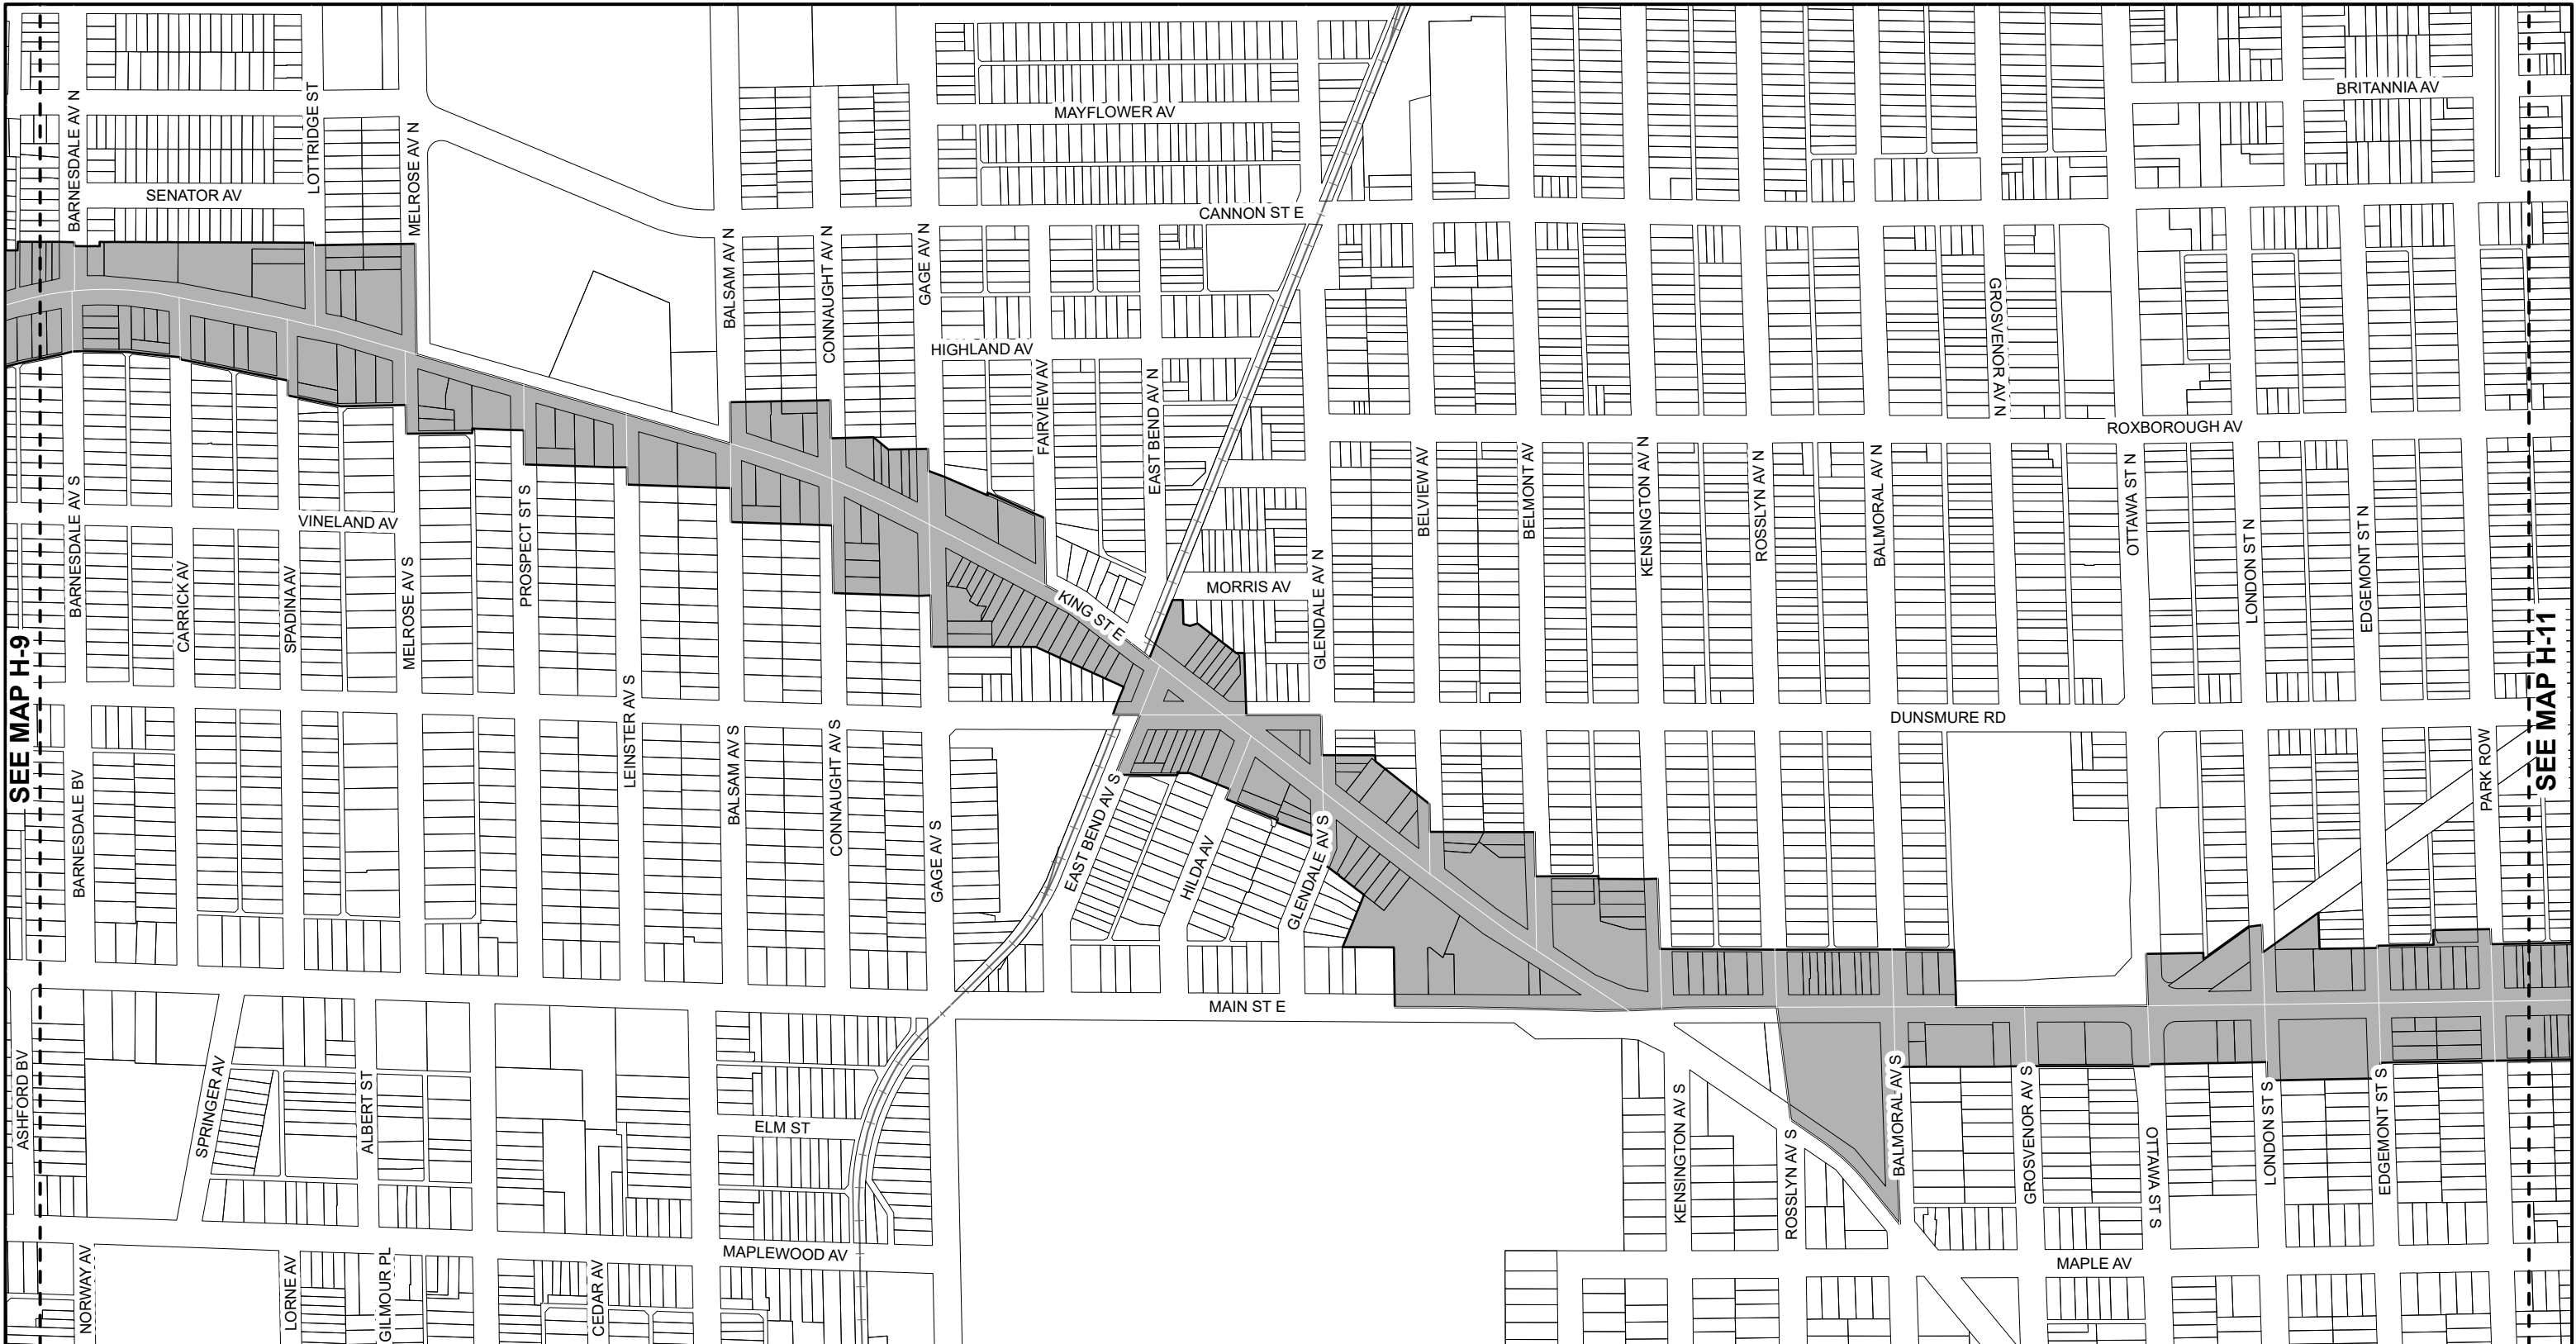 BRITANNIA AV
MAYFLOWER AV
BARNESDALE AV N
LOTTRIDGE ST
MELROSE AV N
SENATOR AV
CANNON ST E
BALSAM AV N
CONNAUGHT AV N
GAGE AV N
GROSVENOR AV N
HIGHLAND AV
FAIRVIEW AV
EAST BEND AV N
ROXBOROUGH AV
BELVIEW AV
BELMONT AV
KENSINGTON AV N
ROSSLYN AV N
BALMORAL AV N
OTTAWA ST N
LONDON ST N
EDGEMONT ST N
VINELAND AV
BARNESDALE AV S
CARRICK AV
SPADINA AV
MELROSE AV S
PROSPECT ST S
MORRIS AV
GLENDALE AV N
KING ST E
SEE MAP H-9
SEE MAP H-11
DUNSMURE RD
LEINSTER AV S
BALSAM AV S
CONNAUGHT AV S
GAGE AV S
BARNESDALE BV
EAST BEND AV S
HILDA AV
GLENDALE AV S
PARK ROW
MAIN ST E
ASHFORD BV
SPRINGER AV
ALBERT ST
ELM ST
KENSINGTON AV S
ROSSLYN AV S
BALMORAL AV S
GROSVENOR AV S
OTTAWA ST S
LONDON ST S
EDGEMONT ST S
MAPLEWOOD AV
MAPLE AV
NORWAY AV
LORNE AV
GILMOUR PL
CEDAR AV